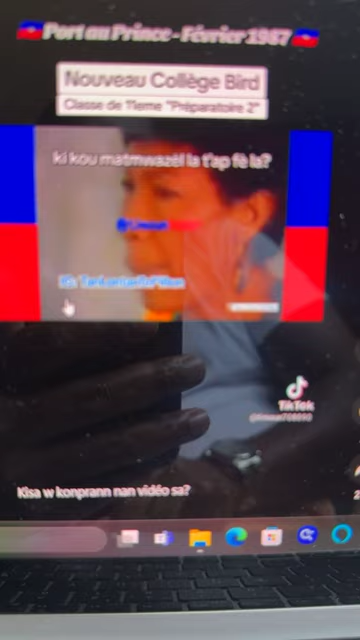 Port au Prince - Février 1987
Nouveau Collège Bird
Classe de 11eme "Préparatoire 2"
ki kou matmwazèl la t'ap fè la?
TikTok
Kisa w konprann nan vidéo sa?